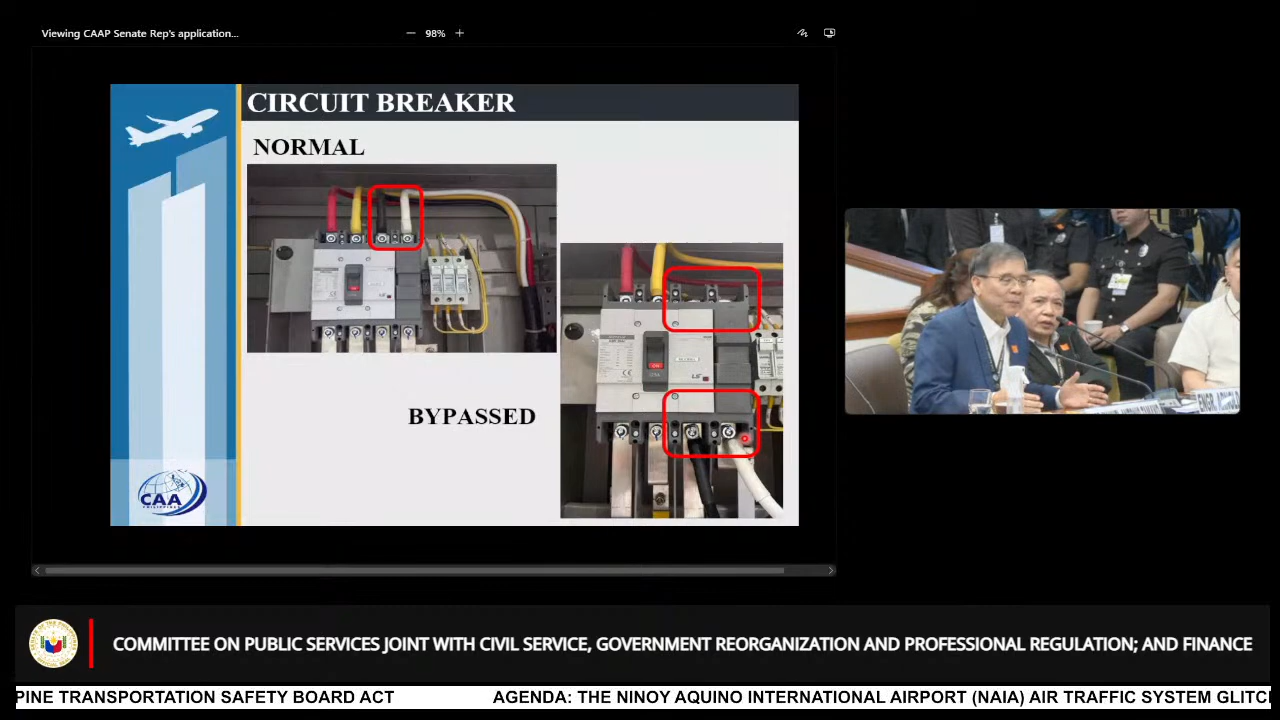 Viewing CAAP Senate Rep's application...
— 98% +
CIRCUIT BREAKER
NORMAL
BYPASSED
CAA
COMMITTEE ON PUBLIC SERVICES JOINT WITH CIVIL SERVICE, GOVERNMENT REORGANIZATION AND PROFESSIONAL REGULATION; AND FINANCE
PINE TRANSPORTATION SAFETY BOARD ACT AGENDA: THE NINOY AQUINO INTERNATIONAL AIRPORT (NAIA) AIR TRAFFIC SYSTEM GLITC